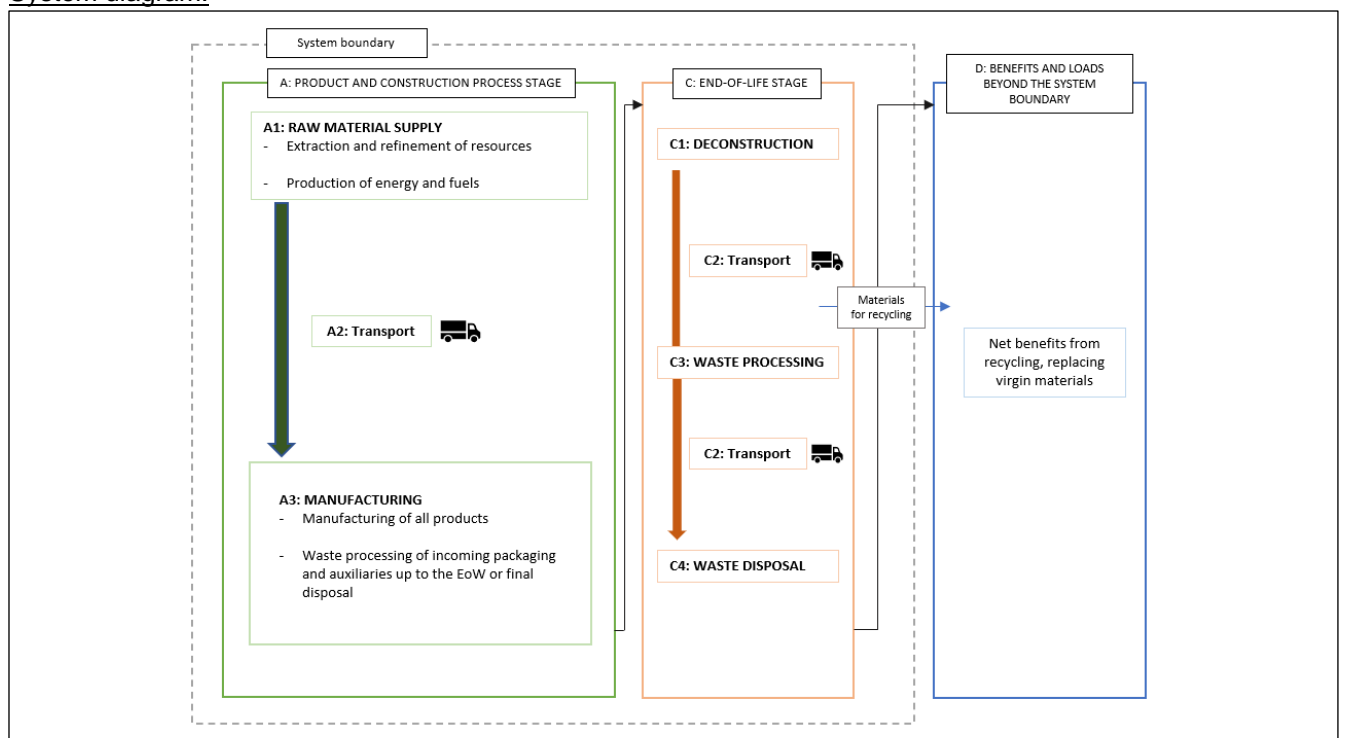 System diagram:
System boundary
A: PRODUCT AND CONSTRUCTION PROCESS STAGE
A1: RAW MATERIAL SUPPLY
- Extraction and refinement of resources
- Production of energy and fuels
A2: Transport
A3: MANUFACTURING
- Manufacturing of all products
- Waste processing of incoming packaging
and auxiliaries up to the EoW or final
disposal
C: END-OF-LIFE STAGE
C1: DECONSTRUCTION
C2: Transport
C3: WASTE PROCESSING
C2: Transport
C4: WASTE DISPOSAL
Materials
for recycling
D: BENEFITS AND LOADS
BEYOND THE SYSTEM
BOUNDARY
Net benefits from
recycling, replacing
virgin materials